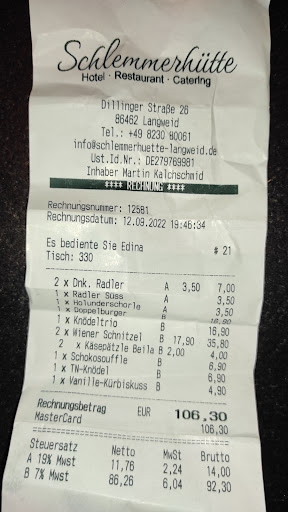 Schlemmerhütte
Hotel · Restaurant · Catering
Dillinger Straße 26
86462 Langweid
Tel.: +49 8230 80061
info@schlemmerhuette-langweid.de
Ust.Id.Nr.: DE279769981
Inhaber Martin Kalchschmid
**** RECHNUNG ****
Rechnungsnummer: 12581
Rechnungsdatum: 12.09.2022 19:46:34
Es bediente Sie Edina # 21
Tisch: 330
2 x Dnk. Radler A 3,50 7,00
1 x Radler Süss A 3,50
1 x Holunderschorle A 3,50
1 x Doppelburger B 16,90
1 x Knödeltrio B 16,90
2 x Wiener Schnitzel B 17,90 35,80
2 x Käsepätzle Beila B 2,00 4,00
1 x Schokosouffle B 6,90
1 x TN-Knödel B 6,90
1 x Vanille-Kürbiskuss B 4,90
Rechnungsbetrag EUR 106,30
MasterCard 106,30
Steuersatz Netto MwSt Brutto
A 19% Mwst 11,76 2,24 14,00
B 7% Mwst 86,26 6,04 92,30